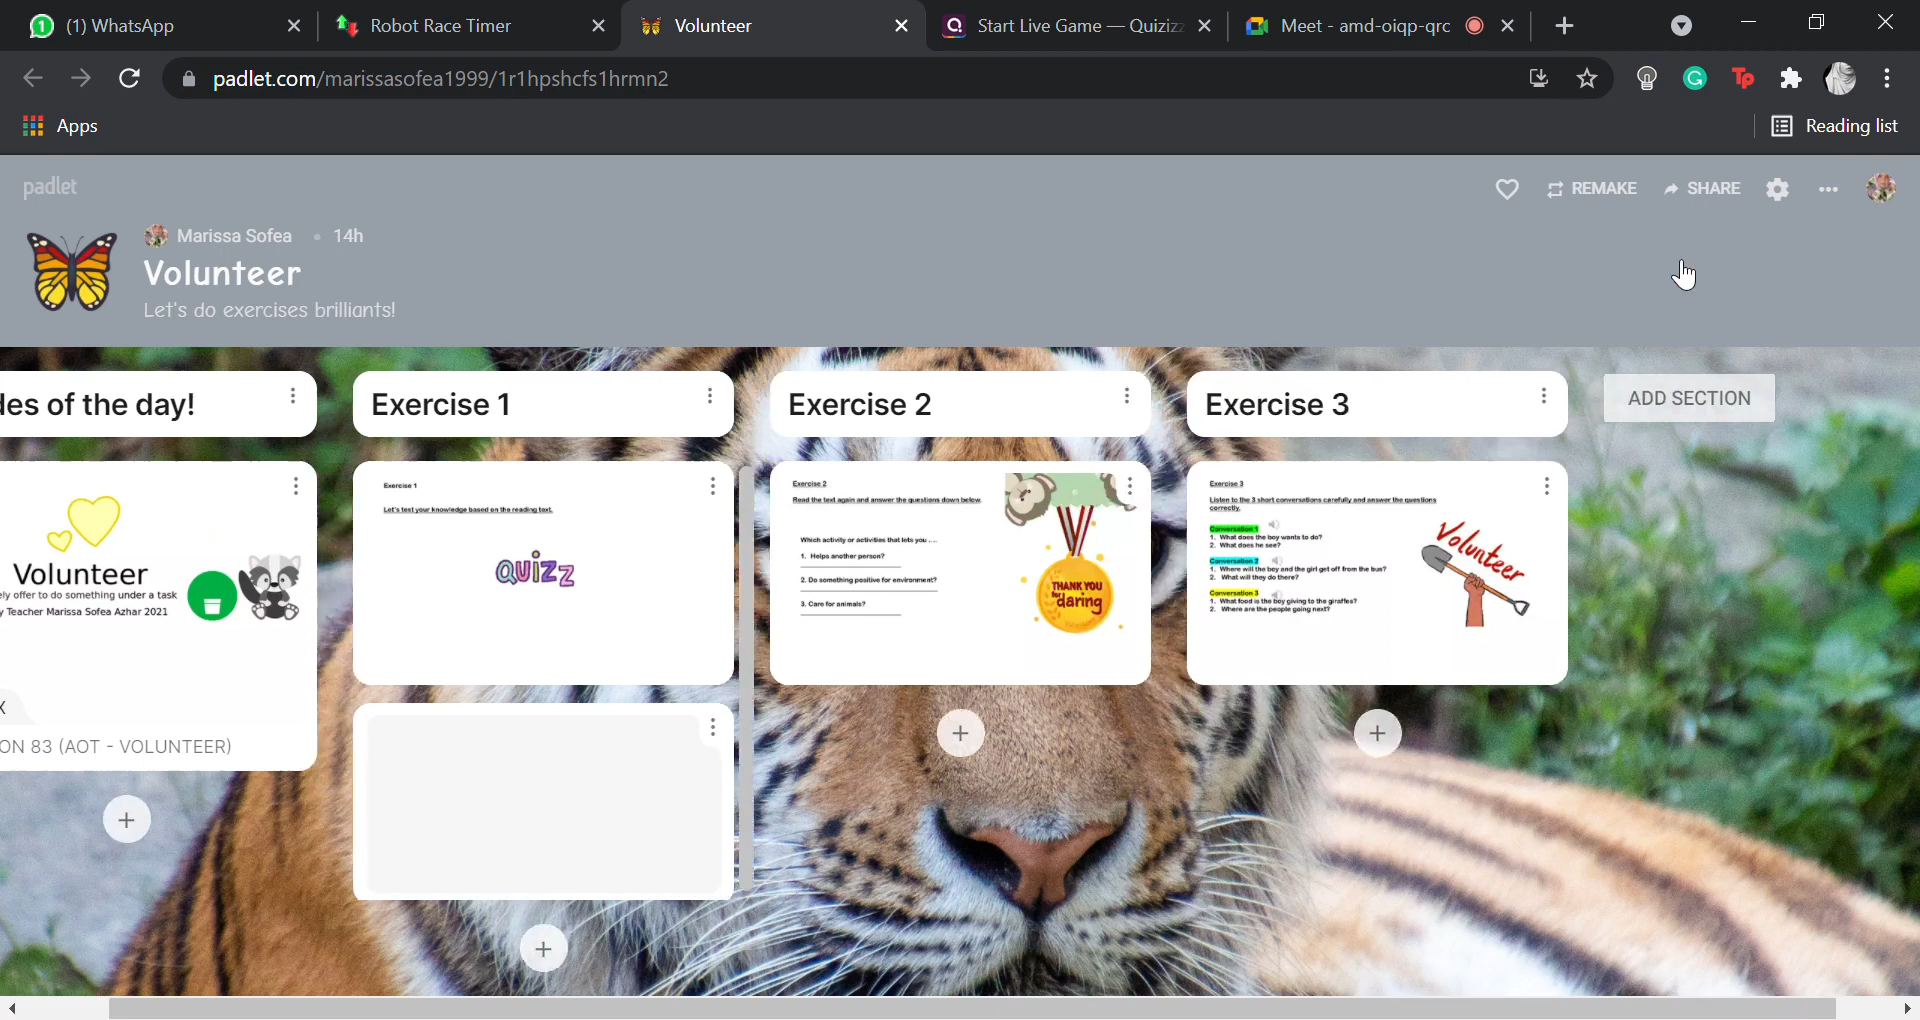 (1) WhatsApp
Robot Race Timer
Volunteer
Start Live Game — Quiziz
Meet - amd-oiqp-qrc
padlet.com/marissasofea1999/1r1hpshcfs1hrmn2
Apps
Reading list
padlet
REMAKE
SHARE
Marissa Sofea • 14h
Volunteer
Let's do exercises brilliants!
des of the day!
Exercise 1
Exercise 2
Exercise 3
ADD SECTION
Volunteer
ely offer to do something under a task
y Teacher Marissa Sofea Azhar 2021
ON 83 (AOT - VOLUNTEER)
Exercise 1
Let's test your knowledge based on the reading text.
QUIZZ
Exercise 2
Read the text again and answer the questions down below.
Which activity or activities that lets you ....
1. Helps another person?
2. Do something positive for environment?
3. Care for animals?
THANK YOU
for daring
Exercise 3
Listen to the 3 short conversations carefully and answer the questions
correctly.
Conversation 1
1. What does the boy wants to do?
2. What does he see?
Conversation 2
1. Where will the boy and the girl get off from the bus?
2. What will they do there?
Conversation 3
1. What food is the boy giving to the giraffes?
2. Where are the people going next?
Volunteer